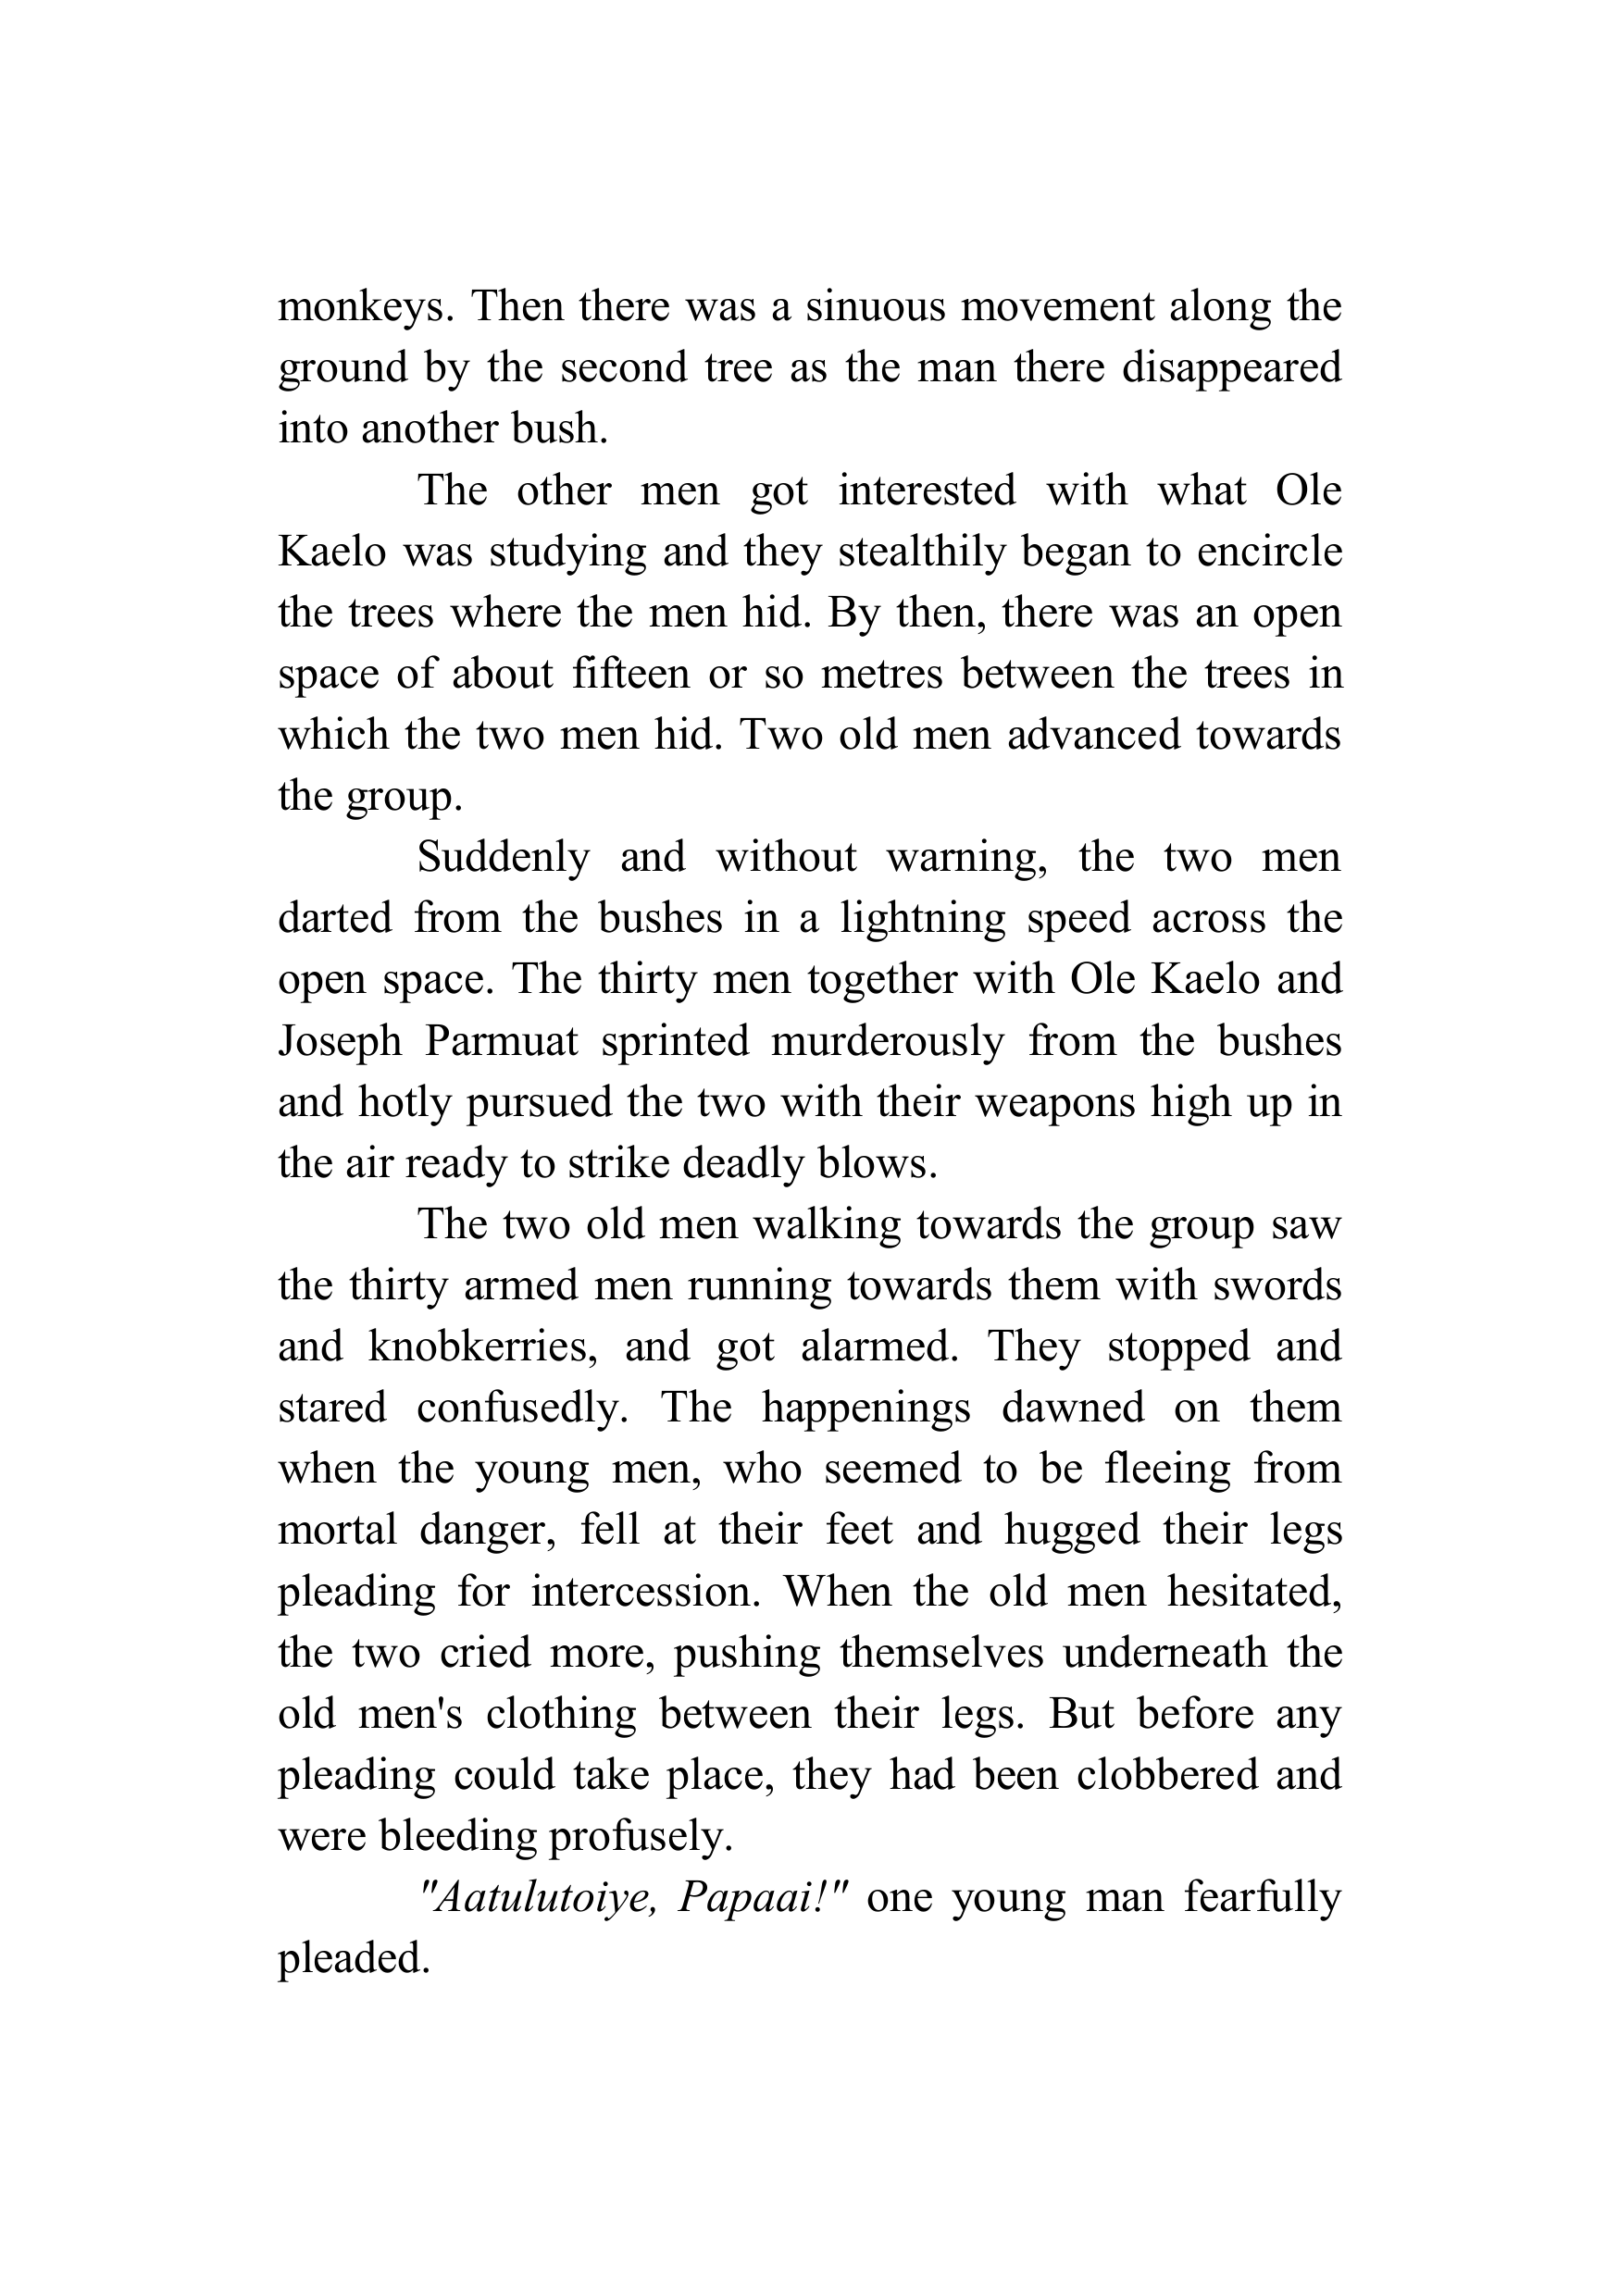 monkeys. Then there was a sinuous movement along the
ground by the second tree as the man there disappeared
into another bush.
The other men got interested with what Ole
Kaelo was studying and they stealthily began to encircle
the trees where the men hid. By then, there was an open
space of about fifteen or so metres between the trees in
which the two men hid. Two old men advanced towards
the group.
Suddenly and without warning, the two men
darted from the bushes in a lightning speed across the
open space. The thirty men together with Ole Kaelo and
Joseph Parmuat sprinted murderously from the bushes
and hotly pursued the two with their weapons high up in
the air ready to strike deadly blows.
The two old men walking towards the group saw
the thirty armed men running towards them with swords
and knobkerries, and got alarmed. They stopped and
stared confusedly. The happenings dawned on them
when the young men, who seemed to be fleeing from
mortal danger, fell at their feet and hugged their legs
pleading for intercession. When the old men hesitated,
the two cried more, pushing themselves underneath the
old men's clothing between their legs. But before any
pleading could take place, they had been clobbered and
were bleeding profusely.
"Aatulutoiye, Papaai!" one young man fearfully
pleaded.